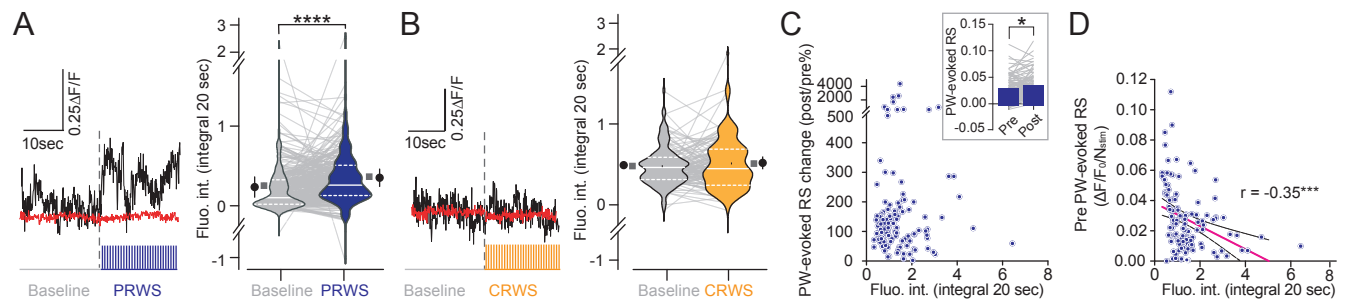 A
0.25ΔF/F
10sec
Baseline
PRWS
Fluo. int. (integral 20 sec)
3
2
1
0
-1
****
Baseline
PRWS
B
0.25ΔF/F
10sec
Baseline
CRWS
Fluo. int. (integral 20 sec)
3
2
1
0
-1
Baseline
CRWS
C
PW-evoked RS change (post/pre%)
4000
2000
500
400
300
200
100
0
0
2
4
6
8
Fluo. int. (integral 20 sec)
PW-evoked RS
0.15
0.10
0.05
0.00
-0.05
*
Pre
Post
D
Pre PW-evoked RS
(ΔF/F₀/Nstim)
0.12
0.10
0.08
0.06
0.04
0.02
0.00
r = -0.35***
0
2
4
6
8
Fluo. int. (integral 20 sec)